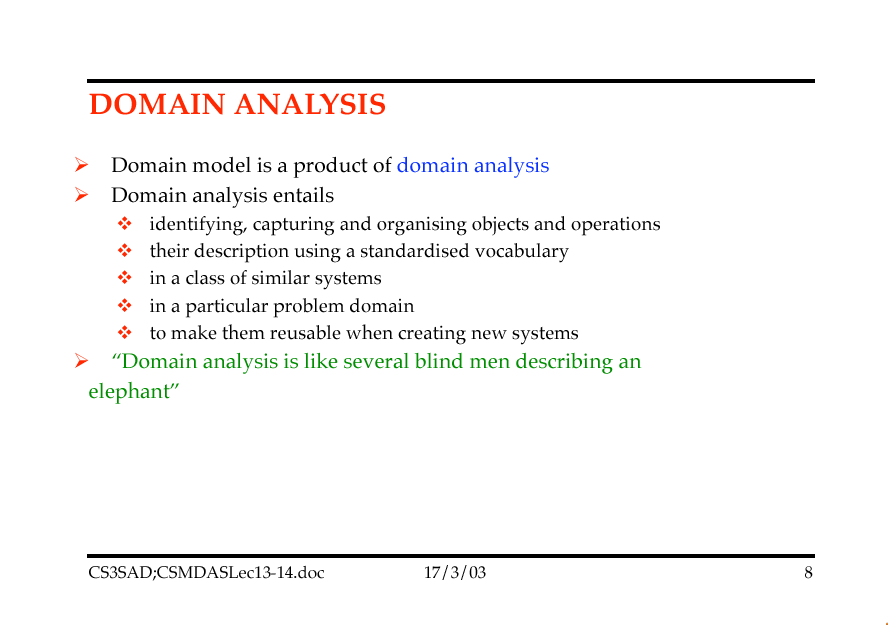 DOMAIN ANALYSIS
Domain model is a product of domain analysis
Domain analysis entails
identifying, capturing and organising objects and operations
their description using a standardised vocabulary
in a class of similar systems
in a particular problem domain
to make them reusable when creating new systems
“Domain analysis is like several blind men describing an
elephant”
CS3SAD;CSMDASLec13-14.doc 17/3/03 8